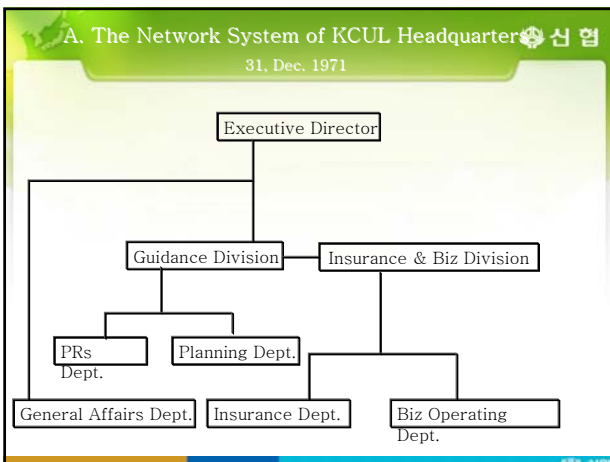 A. The Network System of KCUL Headquarters
신협
31, Dec. 1971
Executive Director
Guidance Division
Insurance & Biz Division
PRs
Dept.
Planning Dept.
General Affairs Dept.
Insurance Dept.
Biz Operating
Dept.